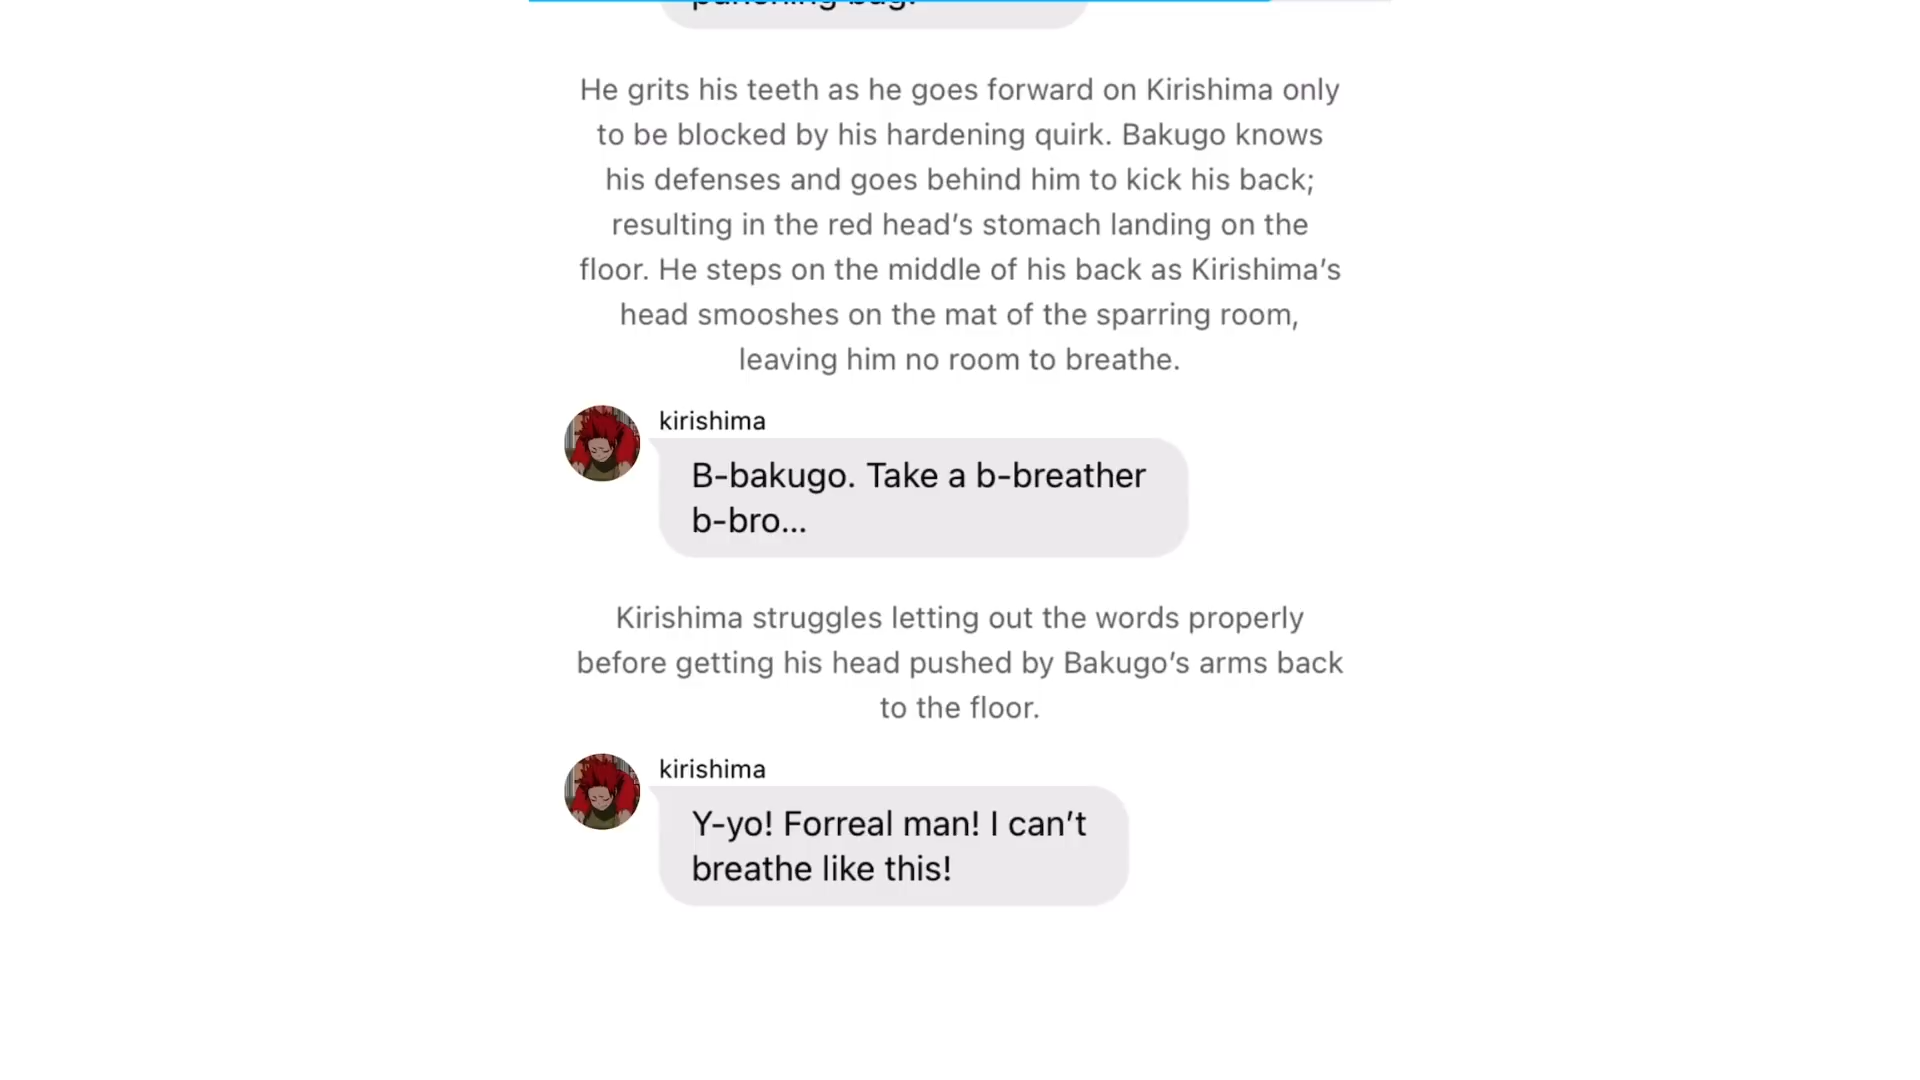 punching bag.
He grits his teeth as he goes forward on Kirishima only
to be blocked by his hardening quirk. Bakugo knows
his defenses and goes behind him to kick his back;
resulting in the red head’s stomach landing on the
floor. He steps on the middle of his back as Kirishima’s
head smooshes on the mat of the sparring room,
leaving him no room to breathe.
kirishima
B-bakugo. Take a b-breather
b-bro...
Kirishima struggles letting out the words properly
before getting his head pushed by Bakugo’s arms back
to the floor.
kirishima
Y-yo! Forreal man! I can’t
breathe like this!